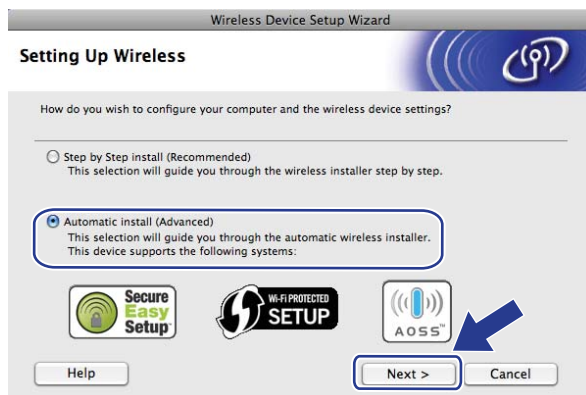 Wireless Device Setup Wizard
Setting Up Wireless
How do you wish to configure your computer and the wireless device settings?
Step by Step install (Recommended)
This selection will guide you through the wireless installer step by step.
Automatic install (Advanced)
This selection will guide you through the automatic wireless installer.
This device supports the following systems:
Secure
Easy
Setup™
Wi-Fi PROTECTED
SETUP
AOSS™
Help
Next >
Cancel